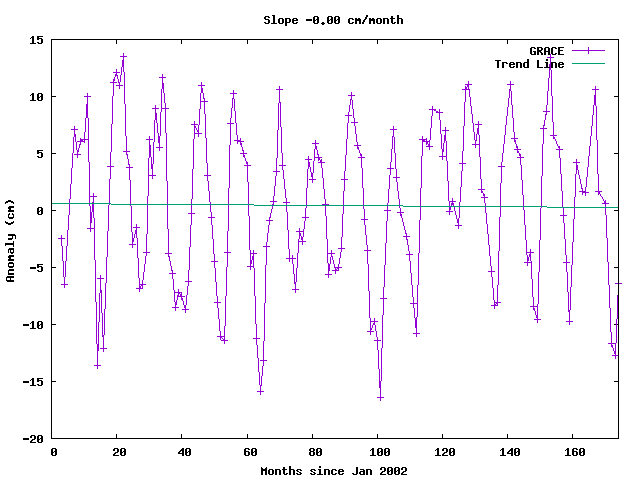 Slope -0.00 cm/month
GRACE
Trend Line
15
10
5
0
-5
-10
-15
-20
Anomaly (cm)
0 20 40 60 80 100 120 140 160
Months since Jan 2002